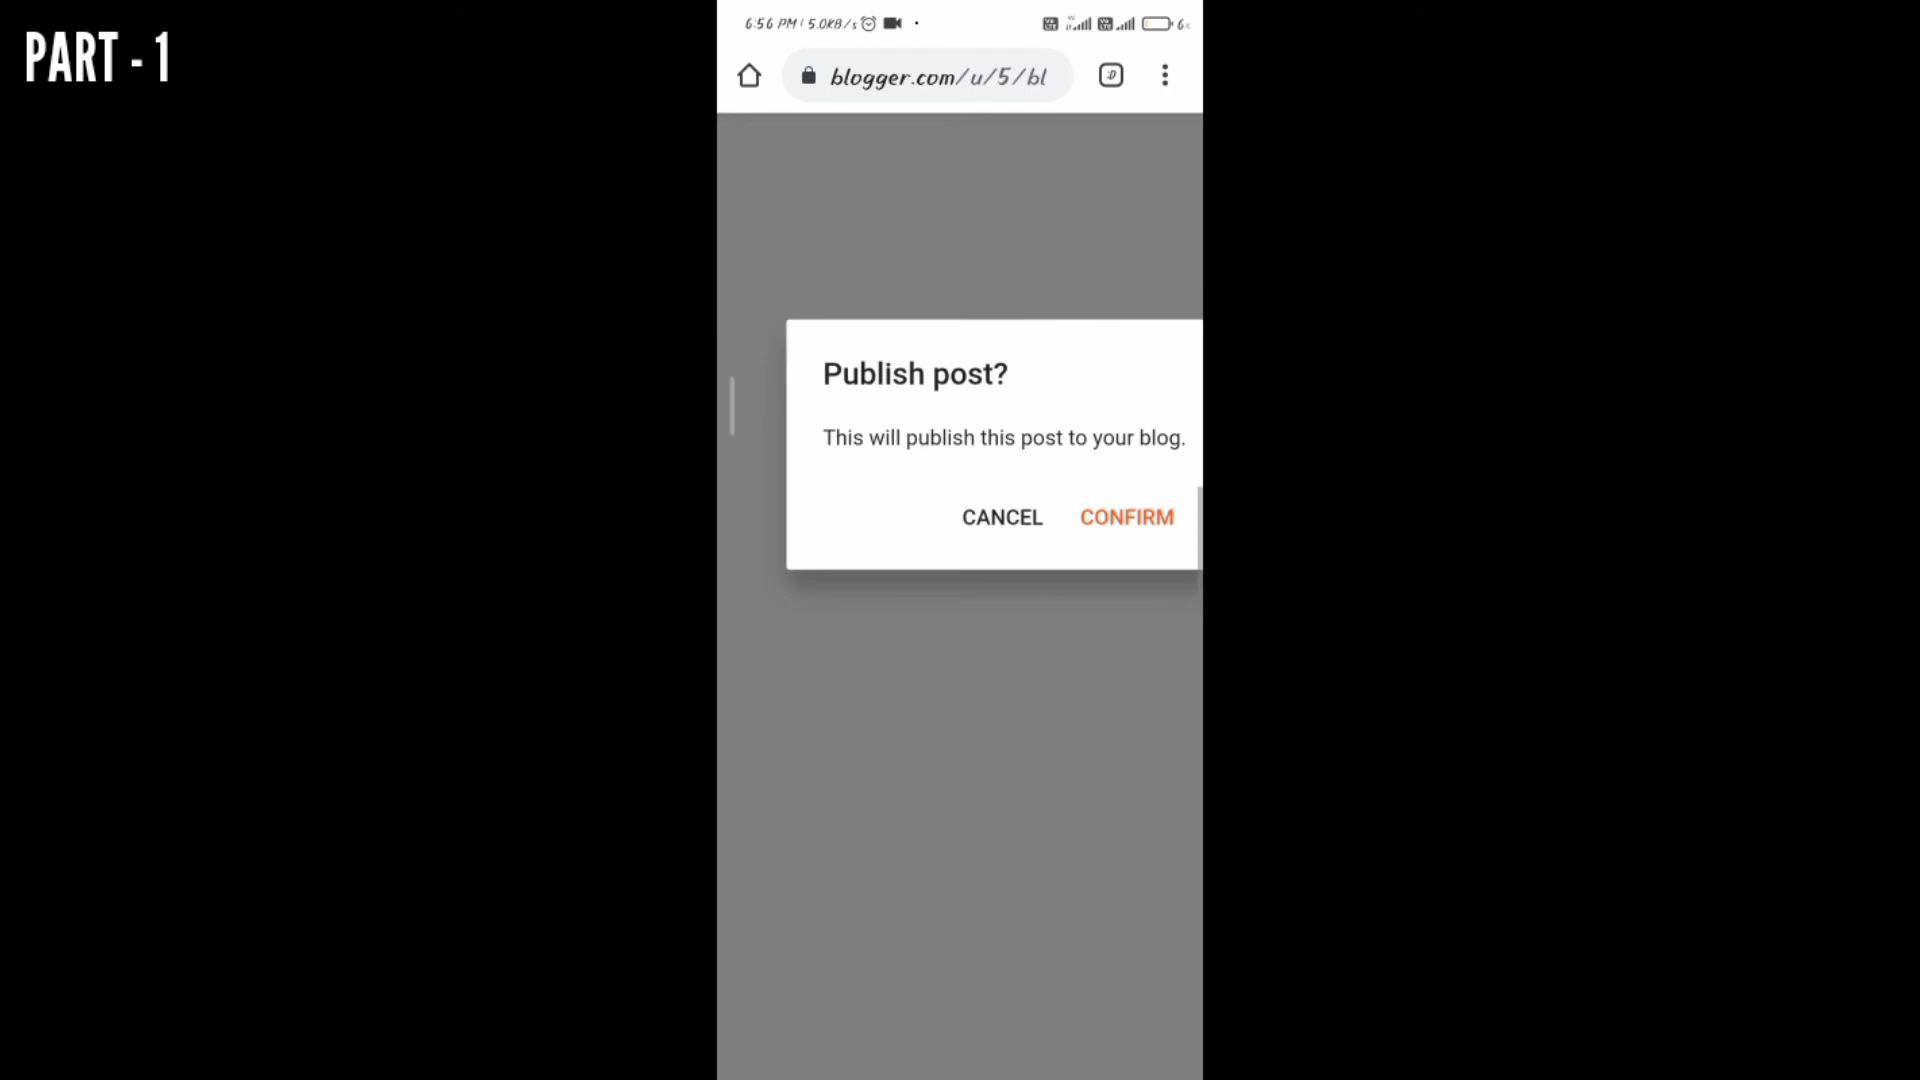 PART - 1
6:56 PM | 5.0KB/s
blogger.com/u/5/bl
:D
Publish post?
This will publish this post to your blog.
CANCEL CONFIRM